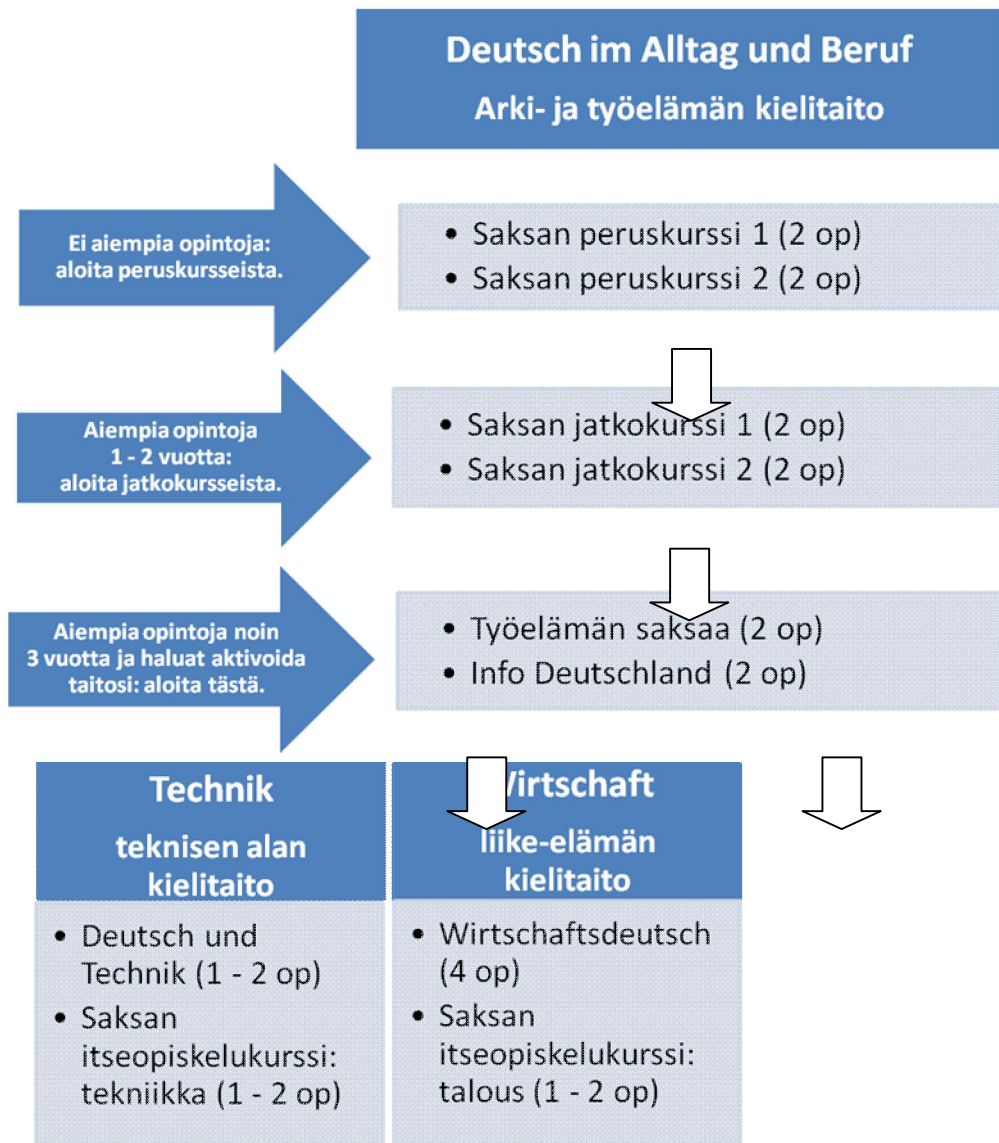 Deutsch im Alltag und Beruf
Arki- ja työelämän kielitaito
Ei aiempia opintoja:
aloita peruskursseista.
• Saksan peruskurssi 1 (2 op)
• Saksan peruskurssi 2 (2 op)
Aiempia opintoja
1 - 2 vuotta:
aloita jatkokursseista.
• Saksan jatkokurssi 1 (2 op)
• Saksan jatkokurssi 2 (2 op)
Aiempia opintoja noin
3 vuotta ja haluat aktivoida
taitosi: aloita tästä.
• Työelämän saksaa (2 op)
• Info Deutschland (2 op)
Technik
teknisen alan
kielitaito
• Deutsch und
Technik (1 - 2 op)
• Saksan
itseopiskelukurssi:
tekniikka (1 - 2 op)
Wirtschaft
liike-elämän
kielitaito
• Wirtschaftsdeutsch
(4 op)
• Saksan
itseopiskelukurssi:
talous (1 - 2 op)